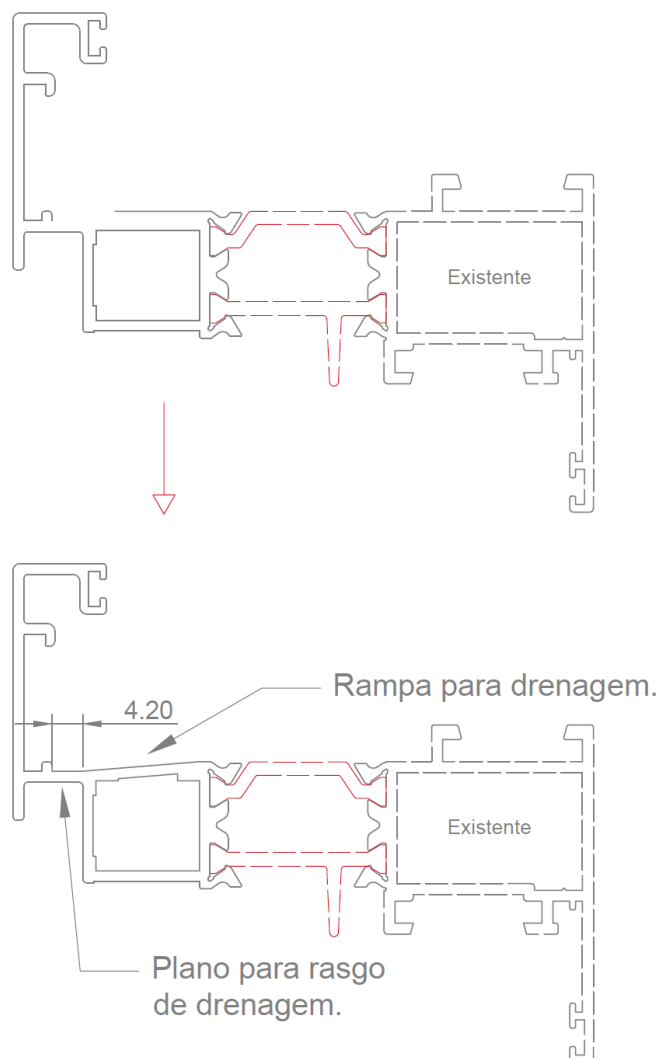 Existente
Rampa para drenagem.
4.20
Existente
Plano para rasgo
de drenagem.